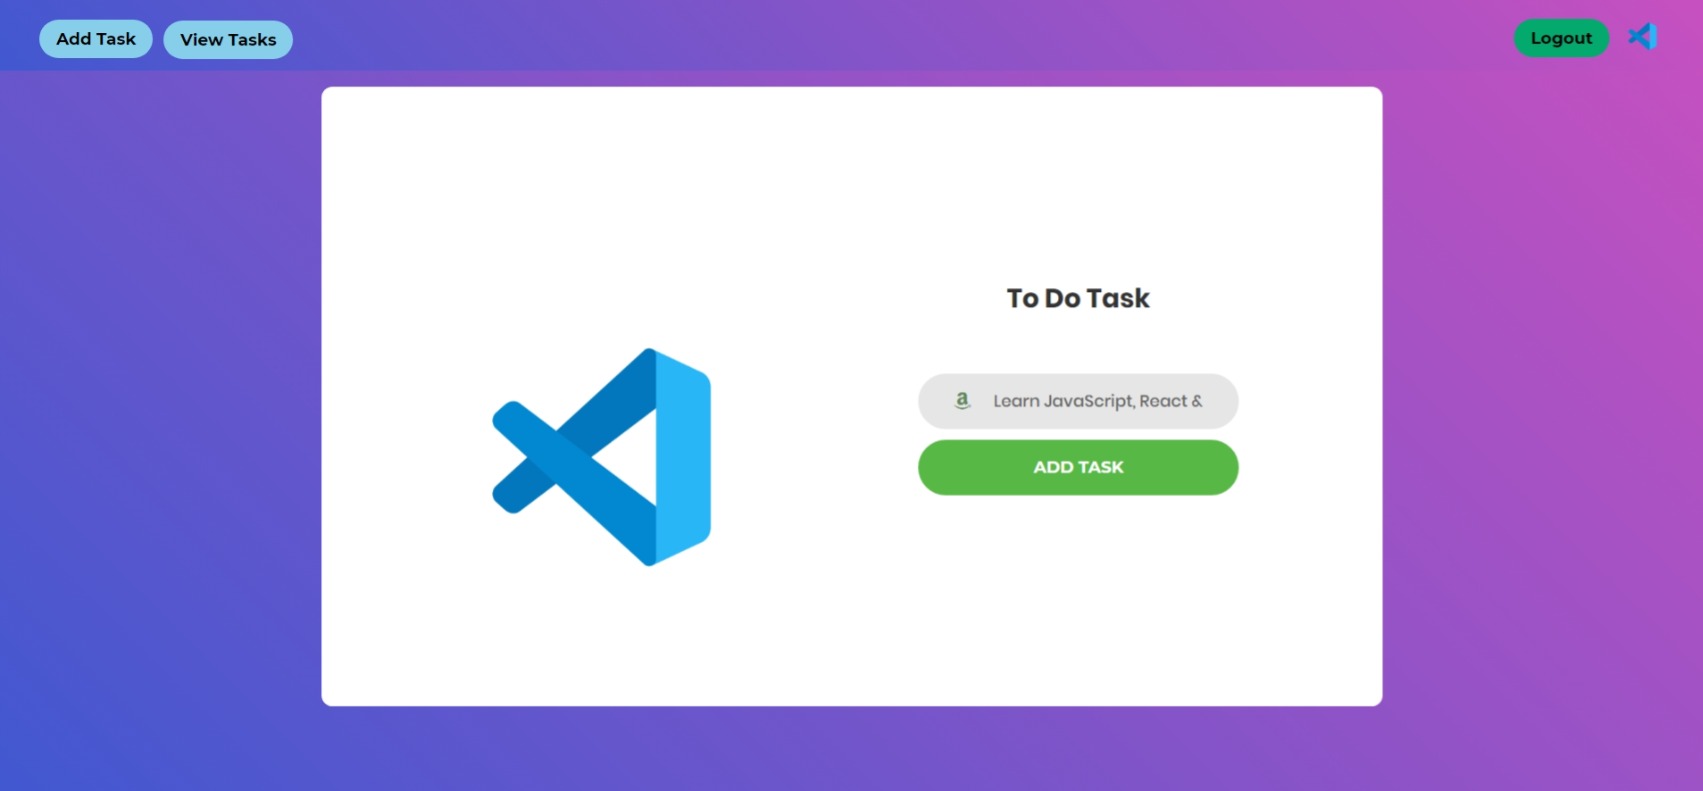 Add Task
View Tasks
Logout
To Do Task
Learn JavaScript, React &
ADD TASK